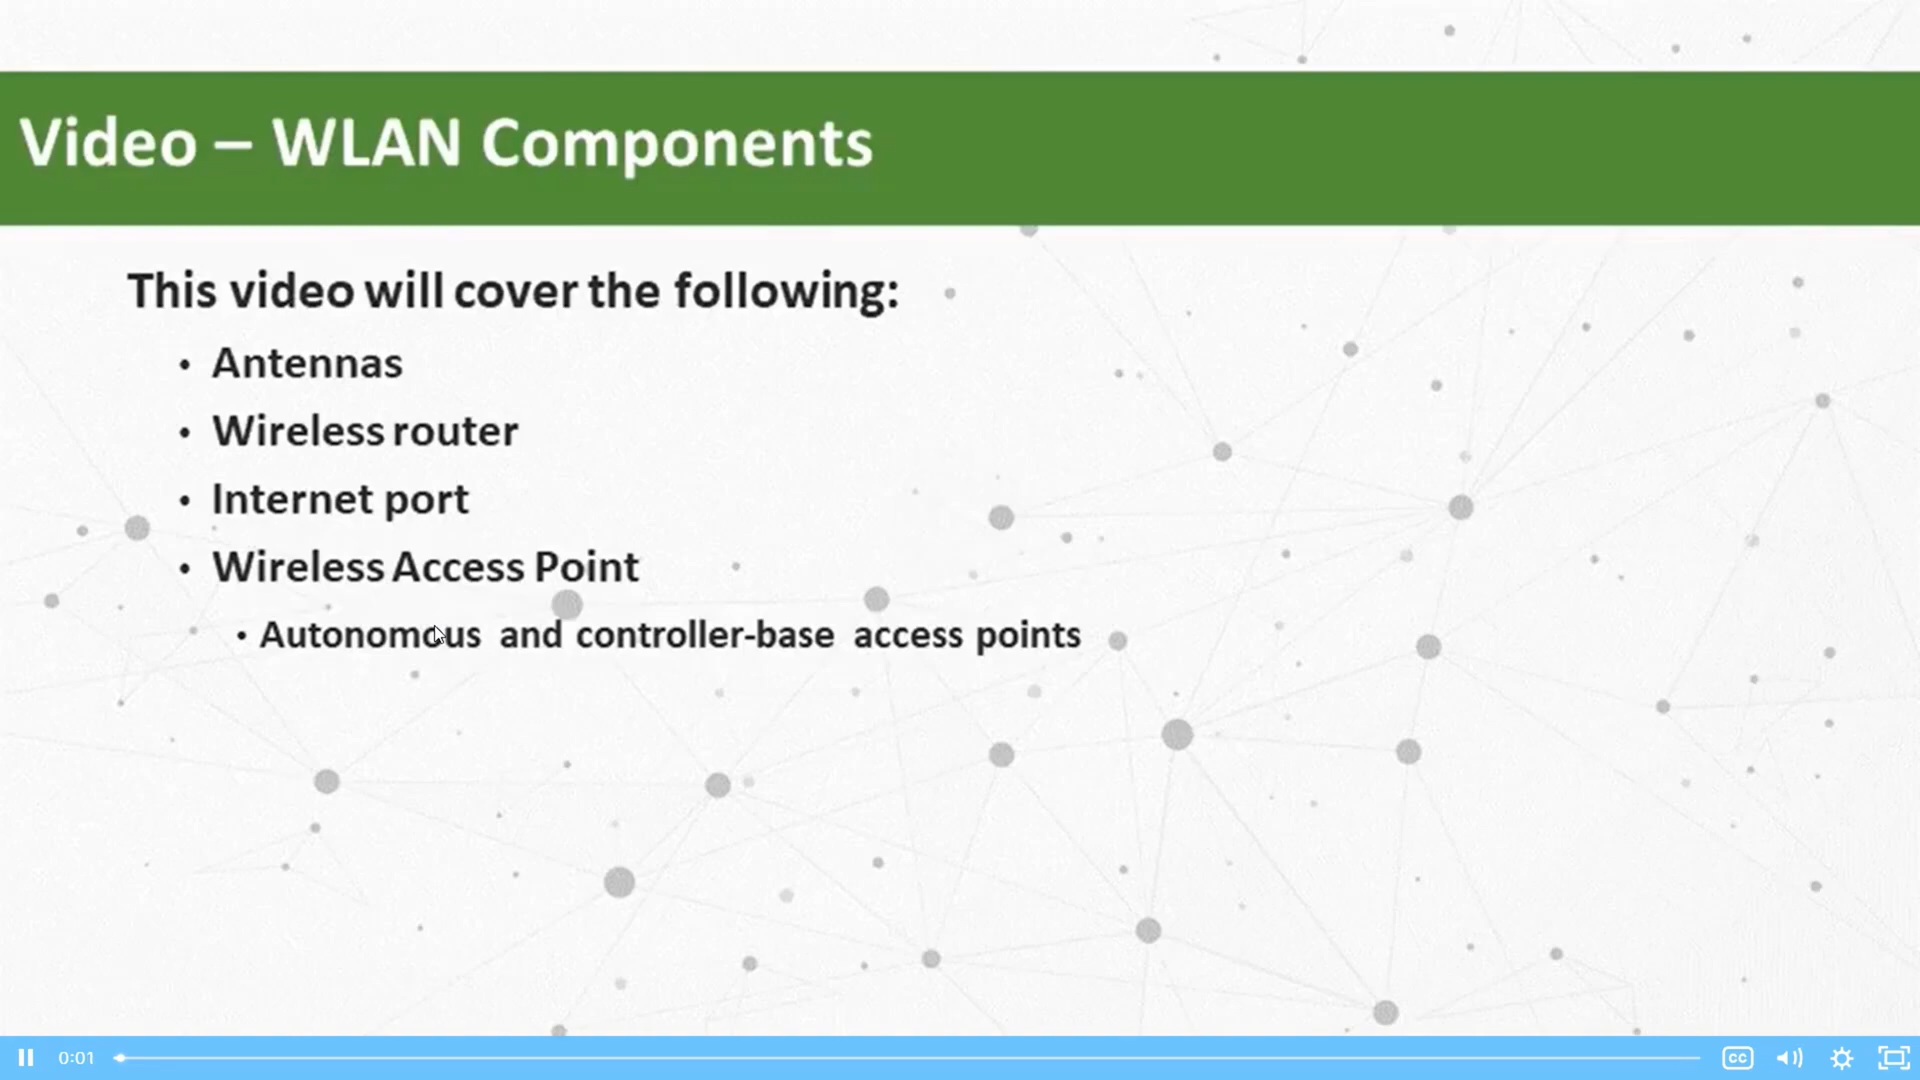 Video – WLAN Components
This video will cover the following:
• Antennas
• Wireless router
• Internet port
• Wireless Access Point
• Autonomous and controller-base access points
0:01
CC